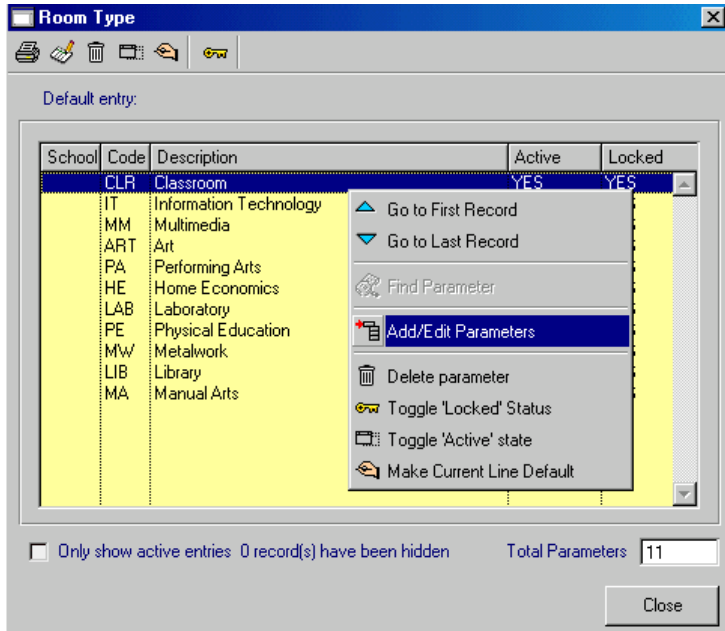 Room Type
Default entry:
School Code Description Active Locked
CLR Classroom YES YES
IT Information Technology
Go to First Record
MM Multimedia
ART Art
Go to Last Record
PA Performing Arts
HE Home Economics
Find Parameter
LAB Laboratory
PE Physical Education
Add/Edit Parameters
MW Metalwork
LIB Library
Delete parameter
MA Manual Arts
Toggle 'Locked' Status
Toggle 'Active' state
Make Current Line Default
Only show active entries 0 record(s) have been hidden Total Parameters 11
Close